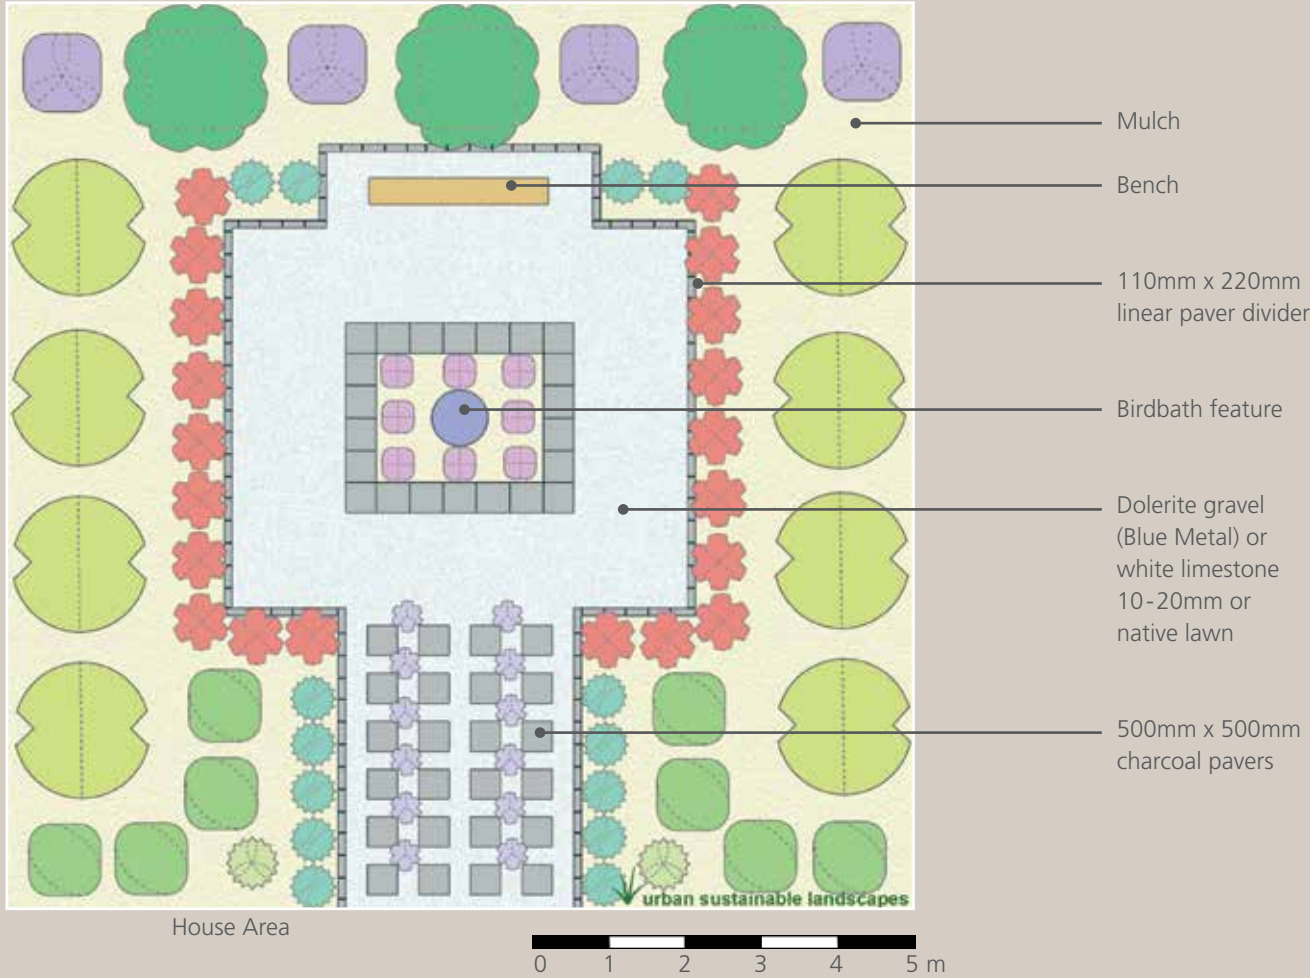 Mulch
Bench
110mm x 220mm
linear paver divider
Birdbath feature
Dolerite gravel
(Blue Metal) or
white limestone
10-20mm or
native lawn
500mm x 500mm
charcoal pavers
urban sustainable landscapes
House Area
0 1 2 3 4 5 m